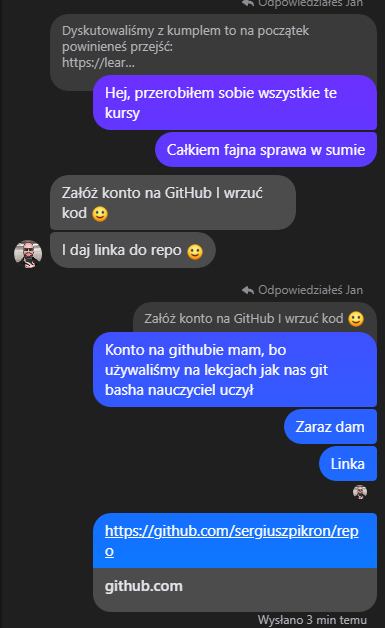 Odpowiedziałeś Jan
Dyskutowaliśmy z kumplem to na początek
powinieneś przejść:
https://lear...
Hej, przerobiłem sobie wszystkie te
kursy
Całkiem fajna sprawa w sumie
Załóż konto na GitHub I wrzuć
kod 🙂
I daj linka do repo 🙂
Odpowiedziałeś Jan
Załóż konto na GitHub I wrzuć kod 🙂
Konto na githubie mam, bo
używaliśmy na lekcjach jak nas git
basha nauczyciel uczył
Zaraz dam
Linka
https://github.com/sergiuszpikron/rep
o
github.com
Wysłano 3 min temu